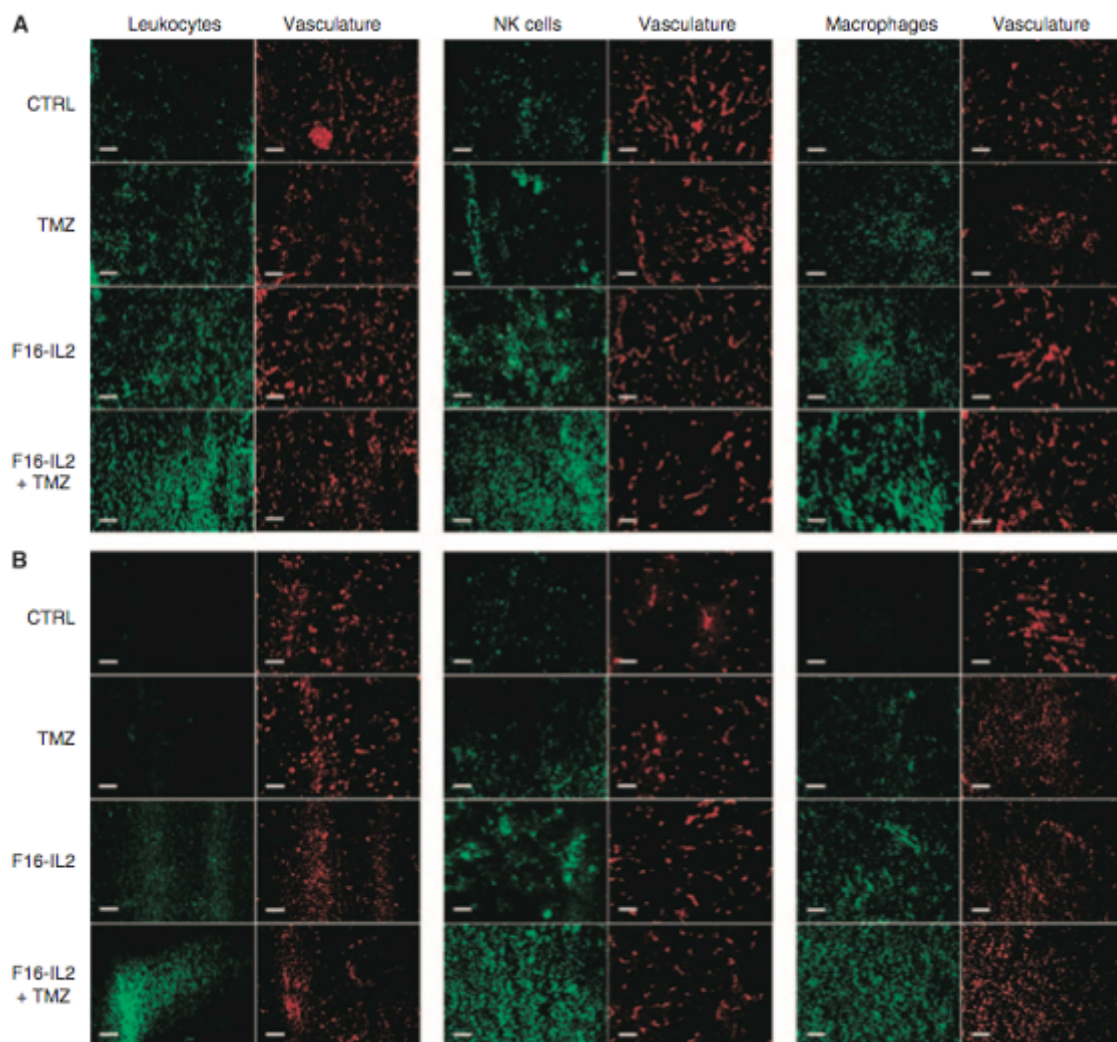 A Leukocytes Vasculature NK cells Vasculature Macrophages Vasculature
CTRL
TMZ
F16-IL2
F16-IL2
+ TMZ
B
CTRL
TMZ
F16-IL2
F16-IL2
+ TMZ